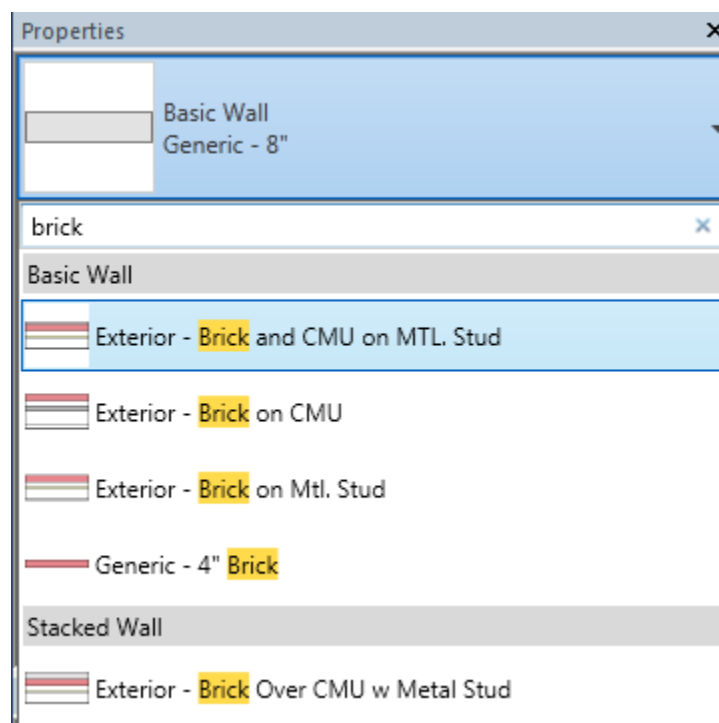 Properties
Basic Wall
Generic - 8"
brick
Basic Wall
Exterior - Brick and CMU on MTL. Stud
Exterior - Brick on CMU
Exterior - Brick on Mtl. Stud
Generic - 4" Brick
Stacked Wall
Exterior - Brick Over CMU w Metal Stud